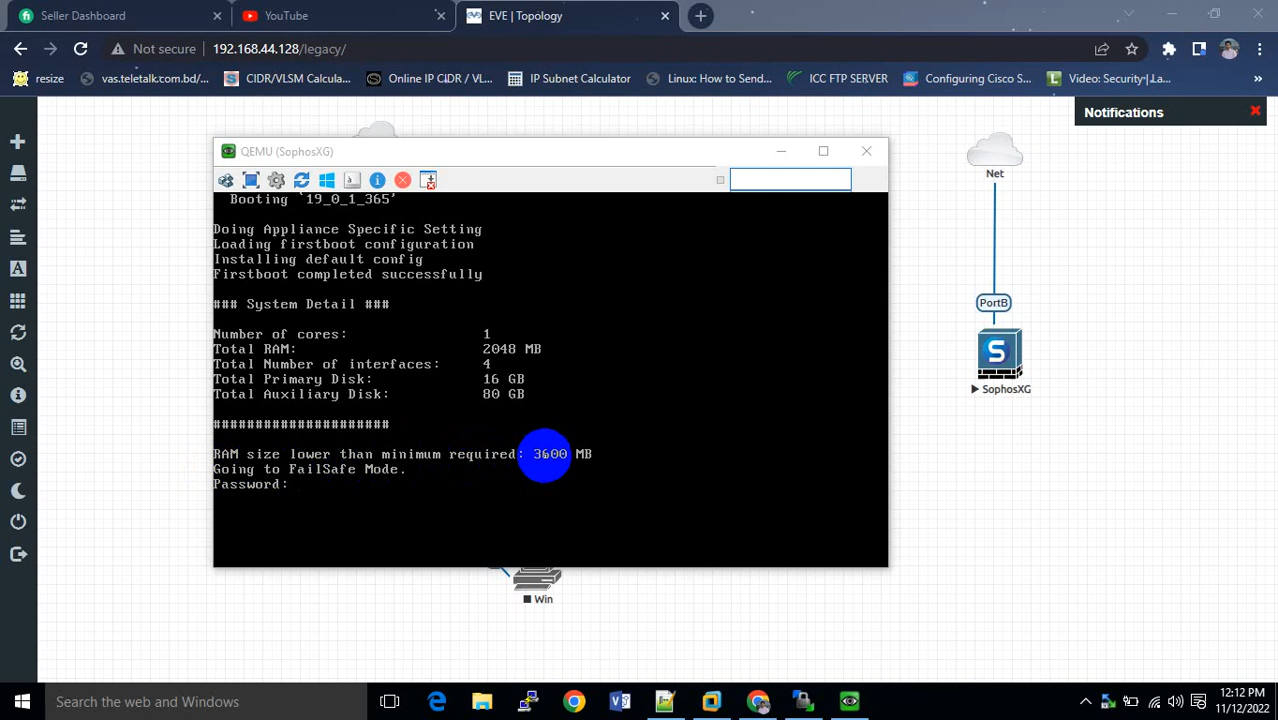 Seller Dashboard
YouTube
EVE | Topology
Not secure
192.168.44.128/legacy/
resize
vas.teletalk.com.bd/...
CIDR/VLSM Calcula...
Online IP CIDR / VL...
IP Subnet Calculator
Linux: How to Send...
ICC FTP SERVER
Configuring Cisco S...
Video: Security | La...
»
Notifications
QEMU (SophosXG)
Booting `19_0_1_365'
Doing Appliance Specific Setting
Loading firstboot configuration
Installing default config
Firstboot completed successfully
### System Detail ###
Number of cores: 1
Total RAM: 2048 MB
Total Number of interfaces: 4
Total Primary Disk: 16 GB
Total Auxiliary Disk: 80 GB
#####################
RAM size lower than minimum required: 3600 MB
Going to FailSafe Mode.
Password:
Net
PortB
SophosXG
Win
Search the web and Windows
12:12 PM
11/12/2022